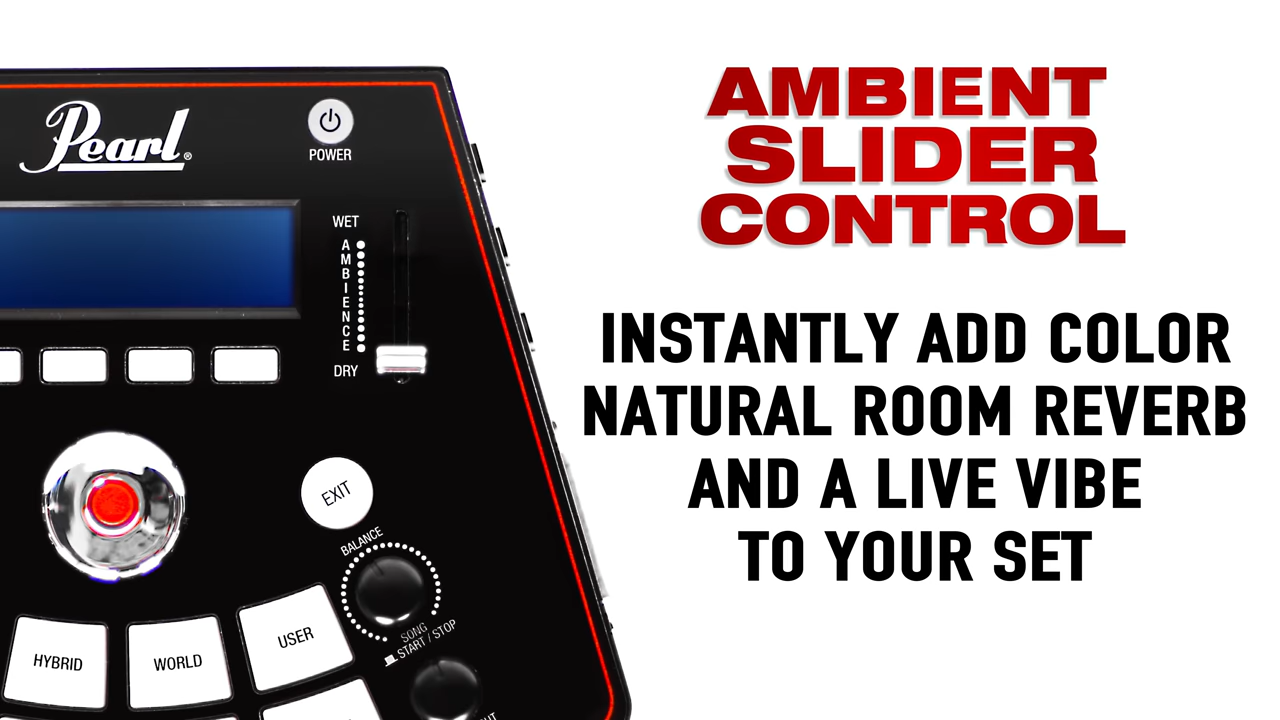 Pearl®
POWER
WET
AMBIENCE
DRY
EXIT
BALANCE
SONG
START / STOP
HYBRID
WORLD
USER
AMBIENT
SLIDER
CONTROL
INSTANTLY ADD COLOR
NATURAL ROOM REVERB
AND A LIVE VIBE
TO YOUR SET